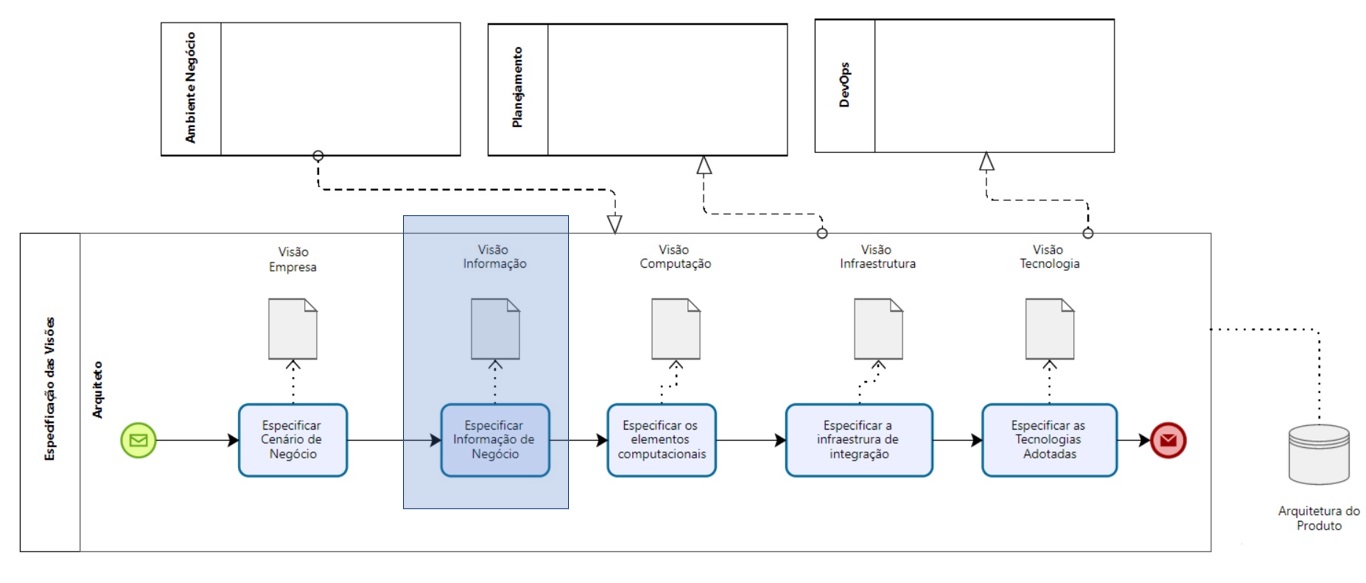 Ambiente Negócio
Planejamento
DevOps
Especificação das Visões
Arquiteto
Visão
Empresa
Visão
Informação
Visão
Computação
Visão
Infraestrutura
Visão
Tecnologia
Especificar
Cenário de
Negócio
Especificar
Informação de
Negócio
Especificar os
elementos
computacionais
Especificar a
infraestrura de
integração
Especificar as
Tecnologias
Adotadas
Arquitetura do
Produto